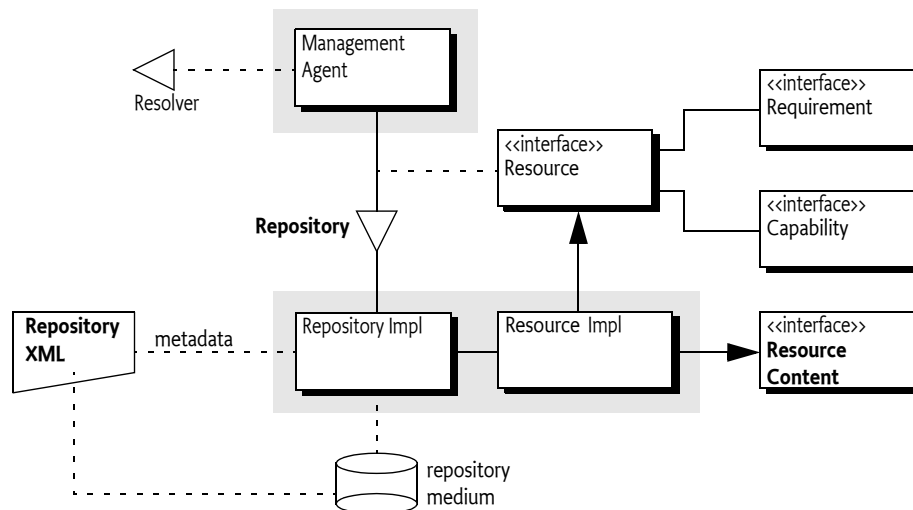 Management
Agent
Resolver
<<interface>>
Requirement
<<interface>>
Resource
<<interface>>
Capability
Repository
Repository
XML
metadata
Repository Impl
Resource Impl
<<interface>>
Resource
Content
repository
medium